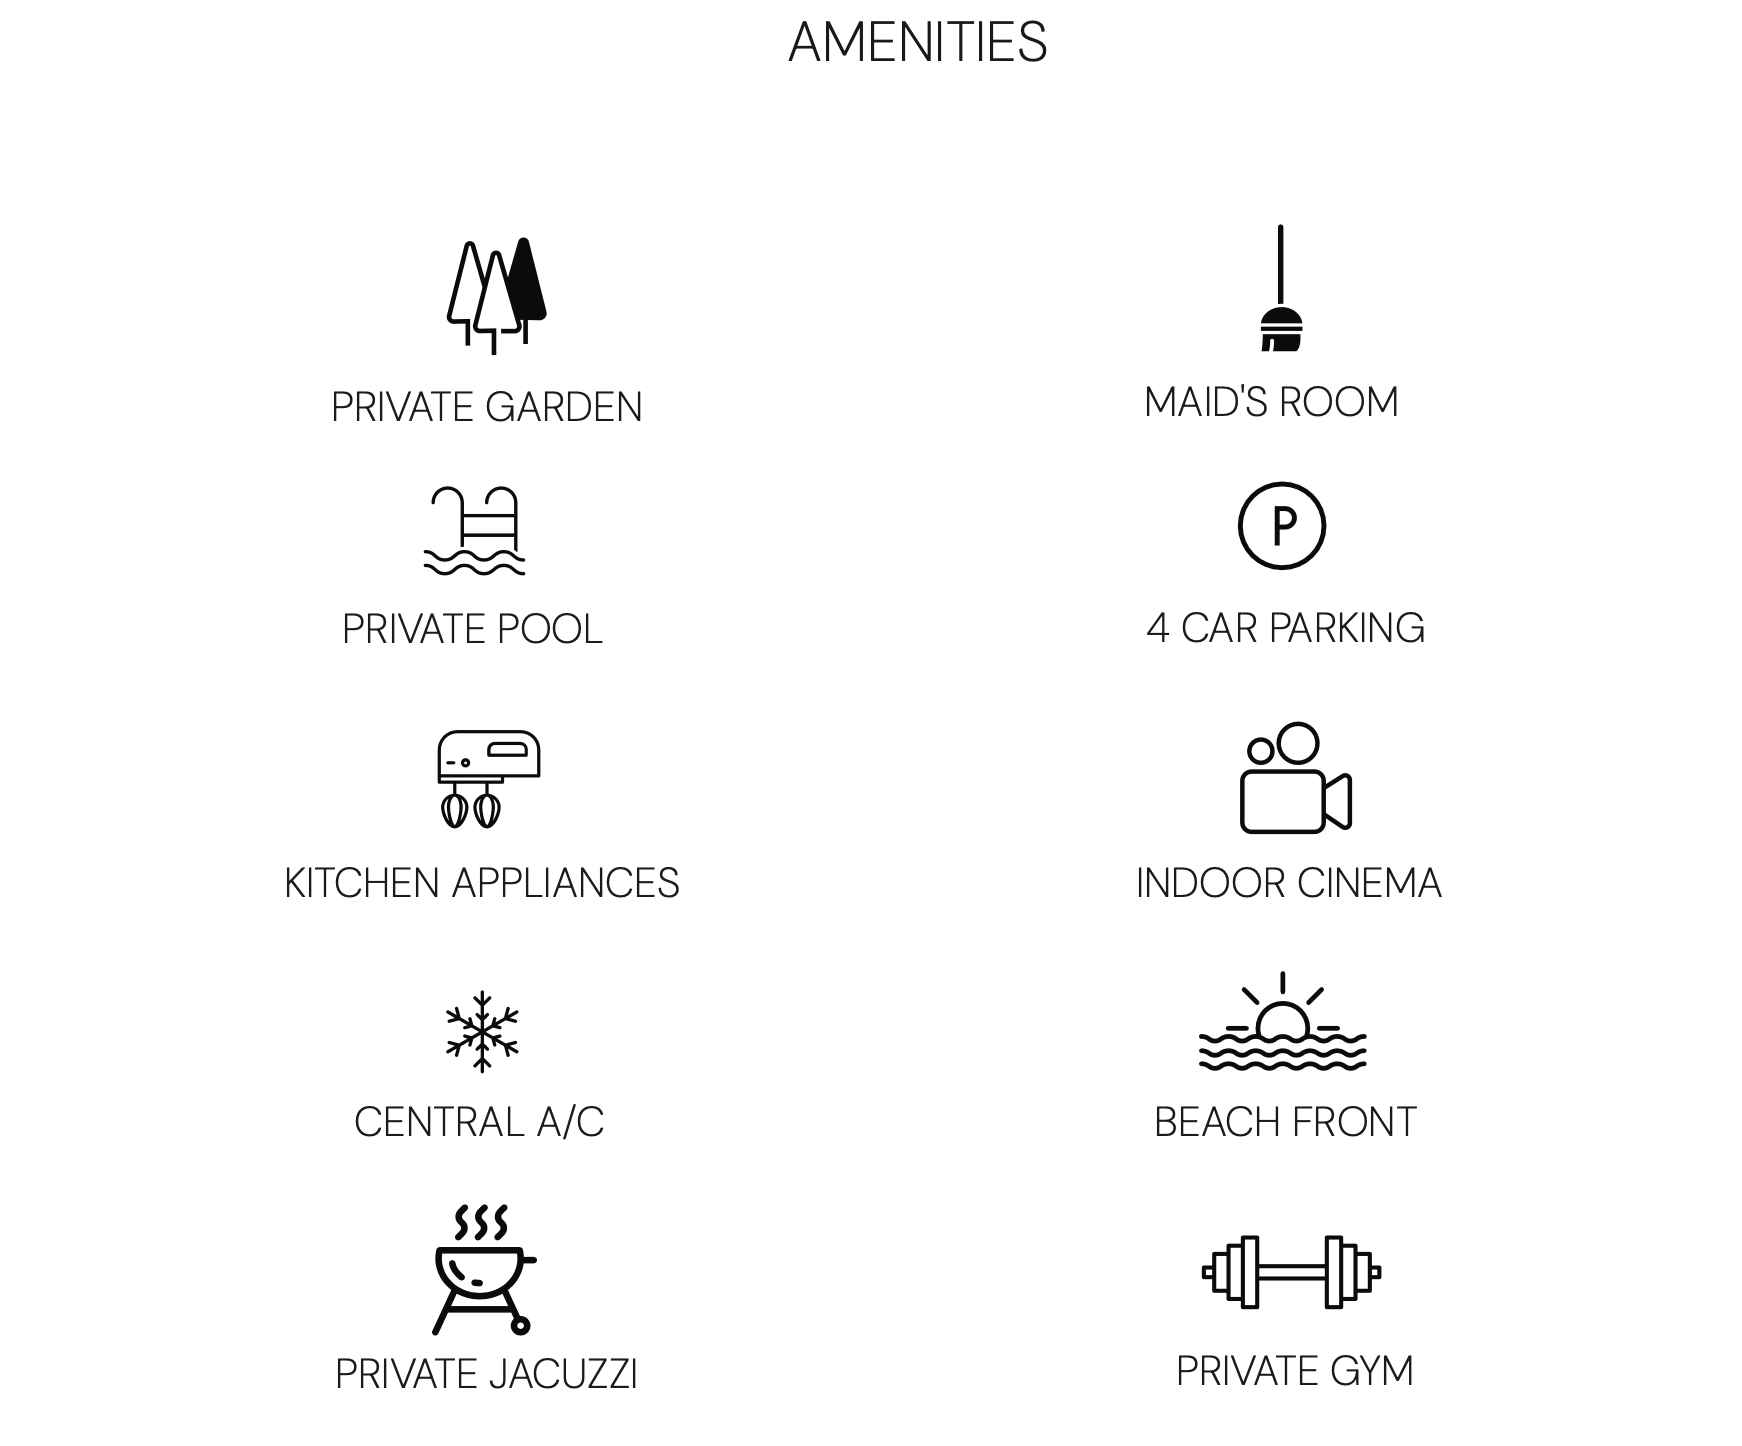 AMENITIES
PRIVATE GARDEN
MAID'S ROOM
PRIVATE POOL
P
4 CAR PARKING
KITCHEN APPLIANCES
INDOOR CINEMA
CENTRAL A/C
BEACH FRONT
PRIVATE JACUZZI
PRIVATE GYM